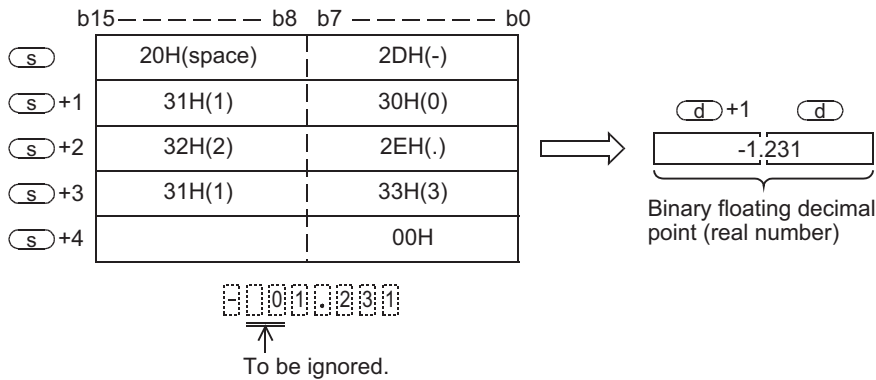 b15 — — — — — b8 b7 — — — — — b0
s 20H(space) 2DH(-)
s +1 31H(1) 30H(0)
s +2 32H(2) 2EH(.)
s +3 31H(1) 33H(3)
s +4 00H
d +1 d
-1.231
Binary floating decimal
point (real number)
- 0 1 . 2 3 1
To be ignored.